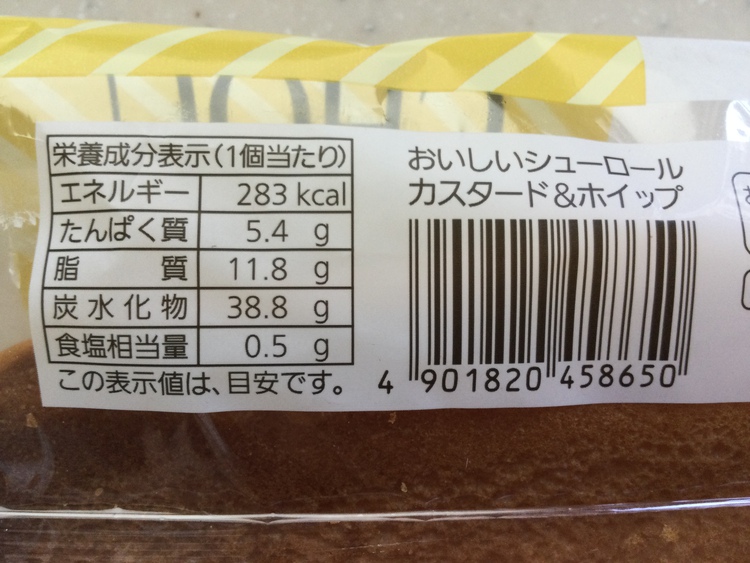 栄養成分表示(1個当たり)
エネルギー 283 kcal
たんぱく質 5.4 g
脂質 11.8 g
炭水化物 38.8 g
食塩相当量 0.5 g
この表示値は、目安です。
おいしいシューロール
カスタード&ホイップ
4 901820 458650